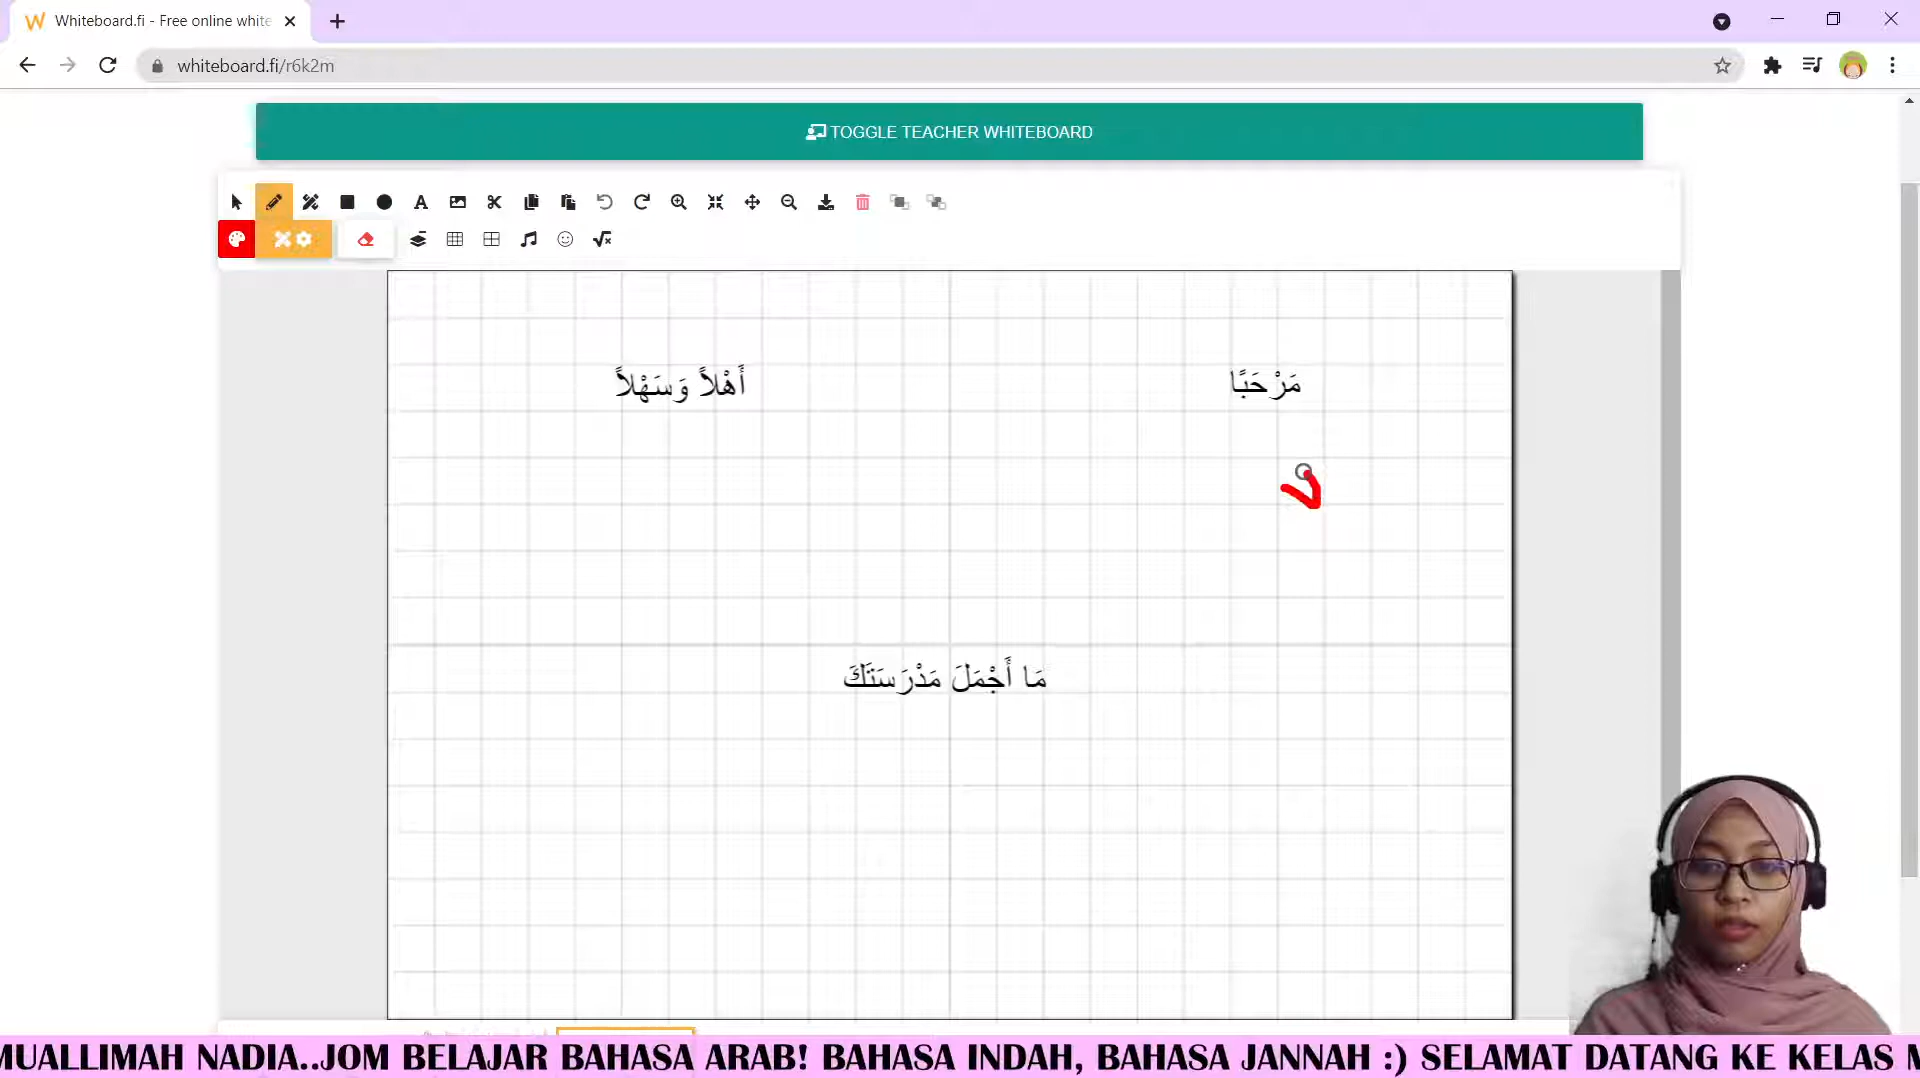 Whiteboard.fi - Free online white
whiteboard.fi/r6k2m
TOGGLE TEACHER WHITEBOARD
مَرْحَبًا
أَهْلاً وَسَهْلاً
مَا أَجْمَلَ مَدْرَسَتَكَ
MUALLIMAH NADIA..JOM BELAJAR BAHASA ARAB! BAHASA INDAH, BAHASA JANNAH :) SELAMAT DATANG KE KELAS M